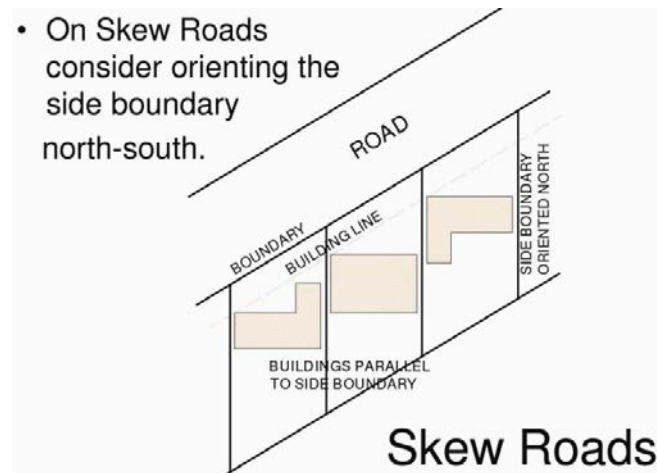 • On Skew Roads
consider orienting the
side boundary
north-south.
ROAD
BOUNDARY
BUILDING LINE
SIDE BOUNDARY
ORIENTED NORTH
BUILDINGS PARALLEL
TO SIDE BOUNDARY
Skew Roads